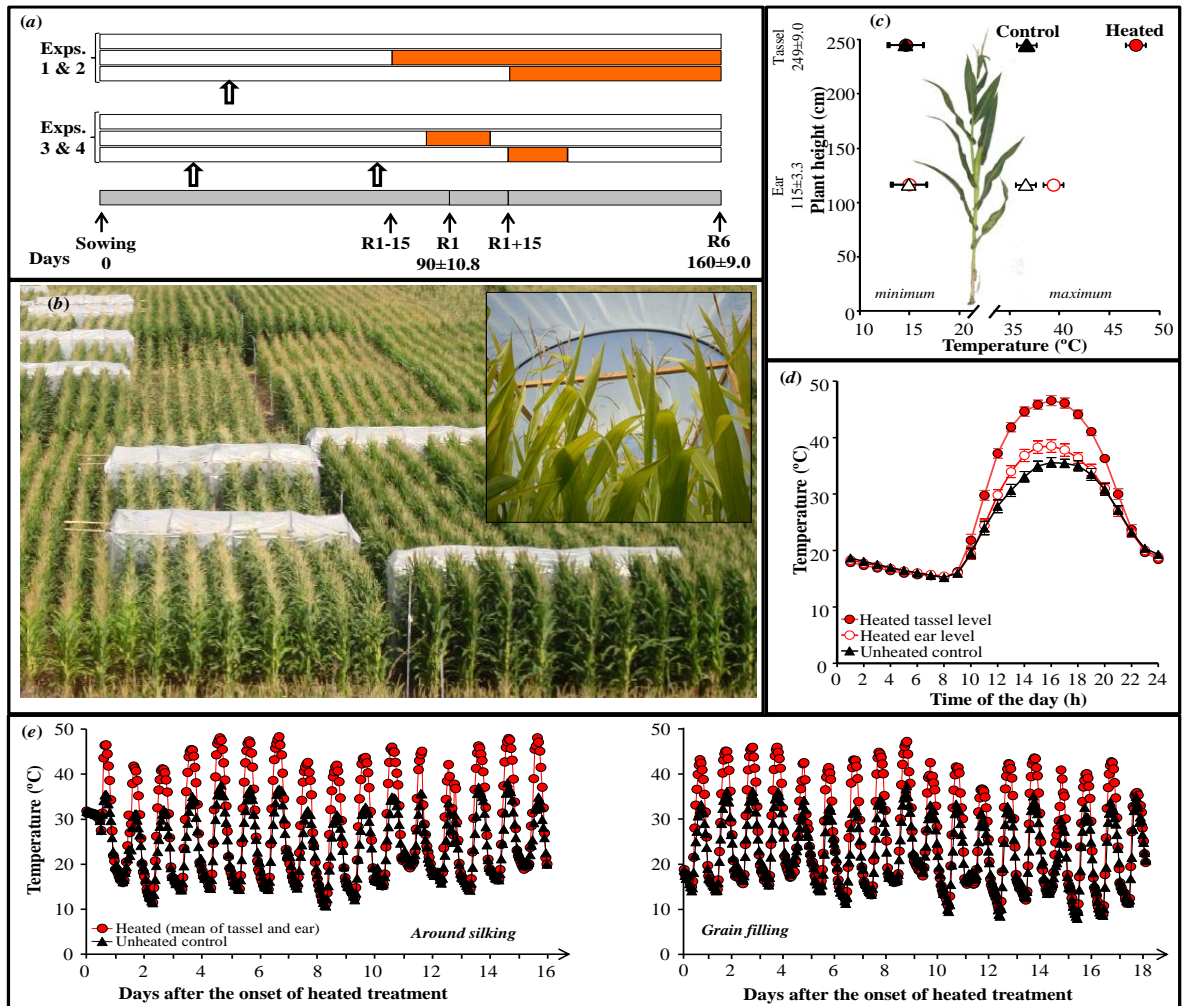 (a)
Exps.
1 & 2
Exps.
3 & 4
Sowing R1-15 R1 R1+15 R6
Days 0 90±10.8 160±9.0
(b)
(c)
Control Heated
Tassel
249±9.0
Ear
115±3.3
Plant height (cm)
250
200
150
100
50
0
minimum maximum
10 15 20 35 40 45 50
Temperature (ºC)
(d)
Temperature (ºC)
50
40
30
20
10
0
Heated tassel level
Heated ear level
Unheated control
0 2 4 6 8 10 12 14 16 18 20 22 24
Time of the day (h)
(e)
Temperature (ºC)
50
40
30
20
10
0
Heated (mean of tassel and ear)
Unheated control
Around silking
0 2 4 6 8 10 12 14 16
Days after the onset of heated treatment
50
40
30
20
10
0
Grain filling
0 2 4 6 8 10 12 14 16 18
Days after the onset of heated treatment